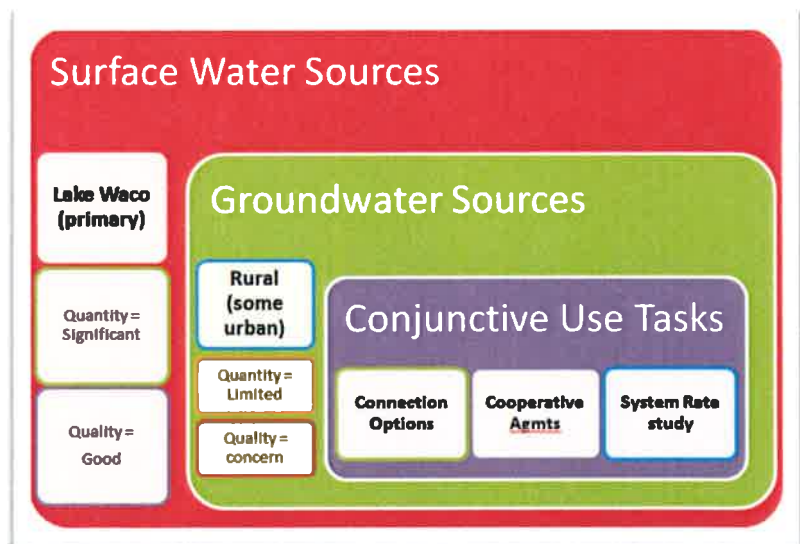 Surface Water Sources
Lake Waco
(primary)
Quantity =
Significant
Quality =
Good
Groundwater Sources
Rural
(some
urban)
Quantity =
Limited
Quality =
concern
Conjunctive Use Tasks
Connection
Options
Cooperative
Agmts
System Rate
study